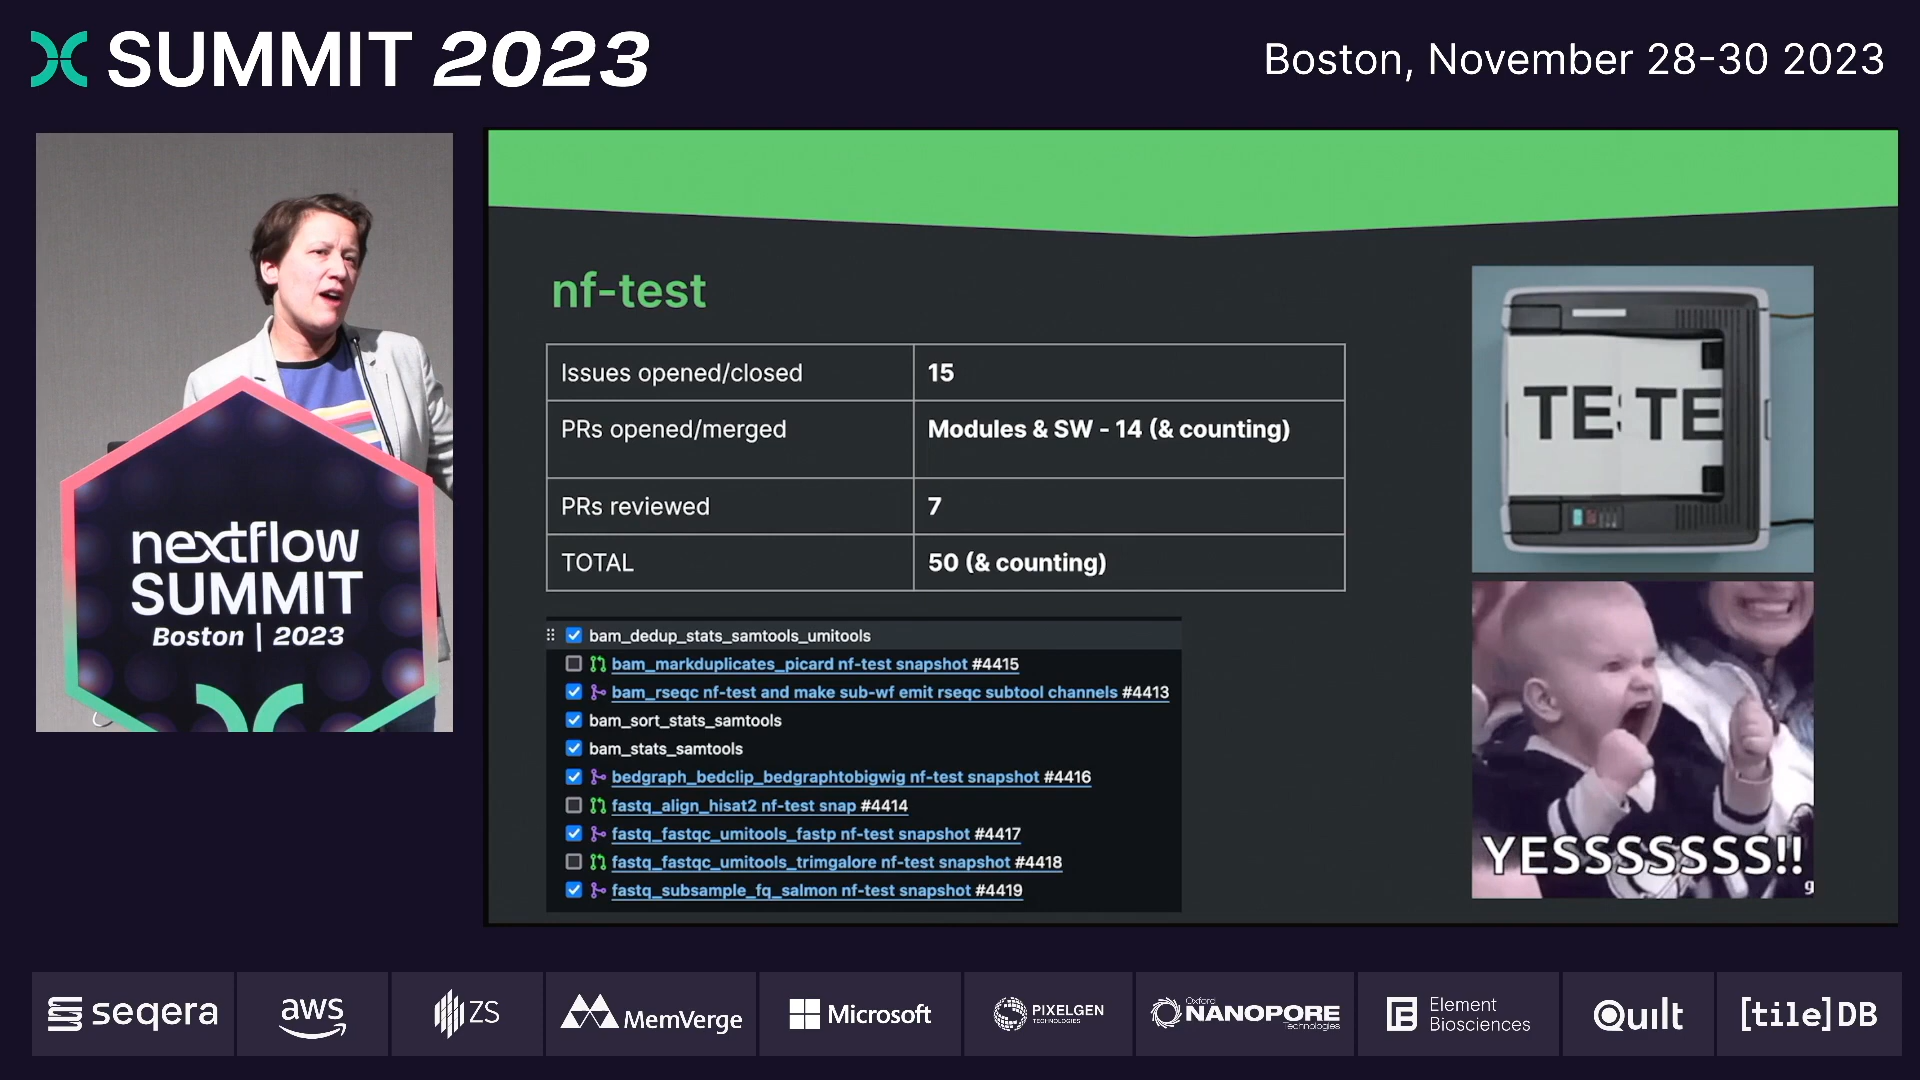 SUMMIT 2023
Boston, November 28-30 2023
nextflow
SUMMIT
Boston | 2023
nf-test
Issues opened/closed 15
PRs opened/merged Modules & SW - 14 (& counting)
PRs reviewed 7
TOTAL 50 (& counting)
bam_dedup_stats_samtools_umitools
bam_markduplicates_picard nf-test snapshot #4415
bam_rseqc nf-test and make sub-wf emit rseqc subtool channels #4413
bam_sort_stats_samtools
bam_stats_samtools
bedgraph_bedclip_bedgraphtobigwig nf-test snapshot #4416
fastq_align_hisat2 nf-test snap #4414
fastq_fastqc_umitools_fastp nf-test snapshot #4417
fastq_fastqc_umitools_trimgalore nf-test snapshot #4418
fastq_subsample_fq_salmon nf-test snapshot #4419
TE TE
YESSSSSSS!!
g
seqera
aws
ZS
MemVerge
Microsoft
PIXELGEN
TECHNOLOGIES
Oxford
NANOPORE
Technologies
Element
Biosciences
Quilt
[tile]DB